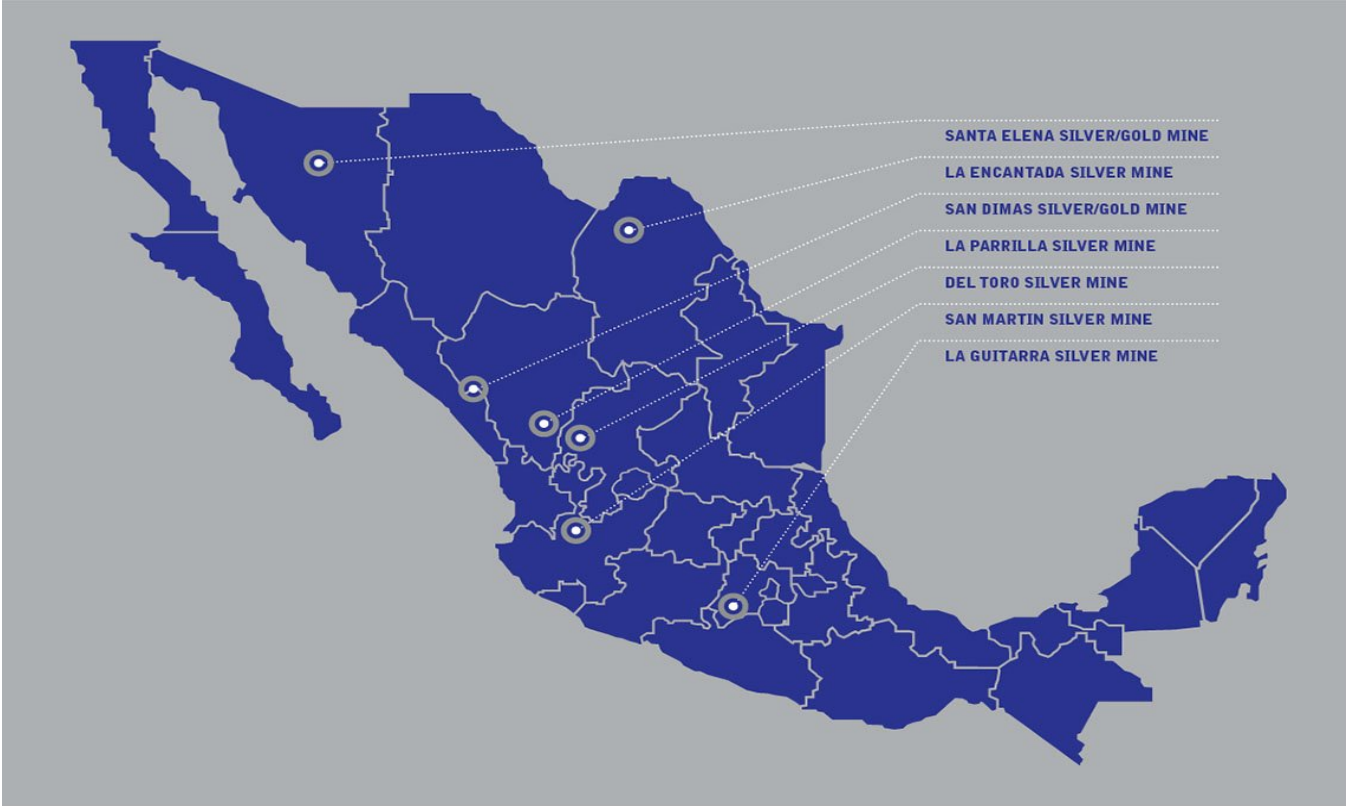 SANTA ELENA SILVER/GOLD MINE
LA ENCANTADA SILVER MINE
SAN DIMAS SILVER/GOLD MINE
LA PARRILLA SILVER MINE
DEL TORO SILVER MINE
SAN MARTIN SILVER MINE
LA GUITARRA SILVER MINE